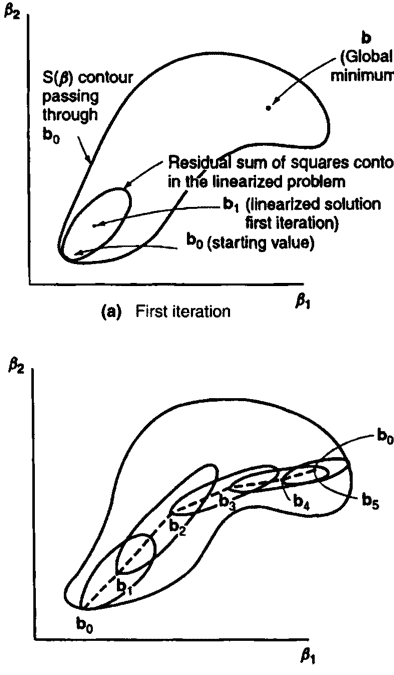 β₂
b
(Global
minimum
S(β) contour
passing
through
b₀
Residual sum of squares conto
in the linearized problem
b₁ (linearized solution
first iteration)
b₀ (starting value)
β₁
(a) First iteration
β₂
b₀
b₅
b₄
b₃
b₂
b₁
b₀
β₁